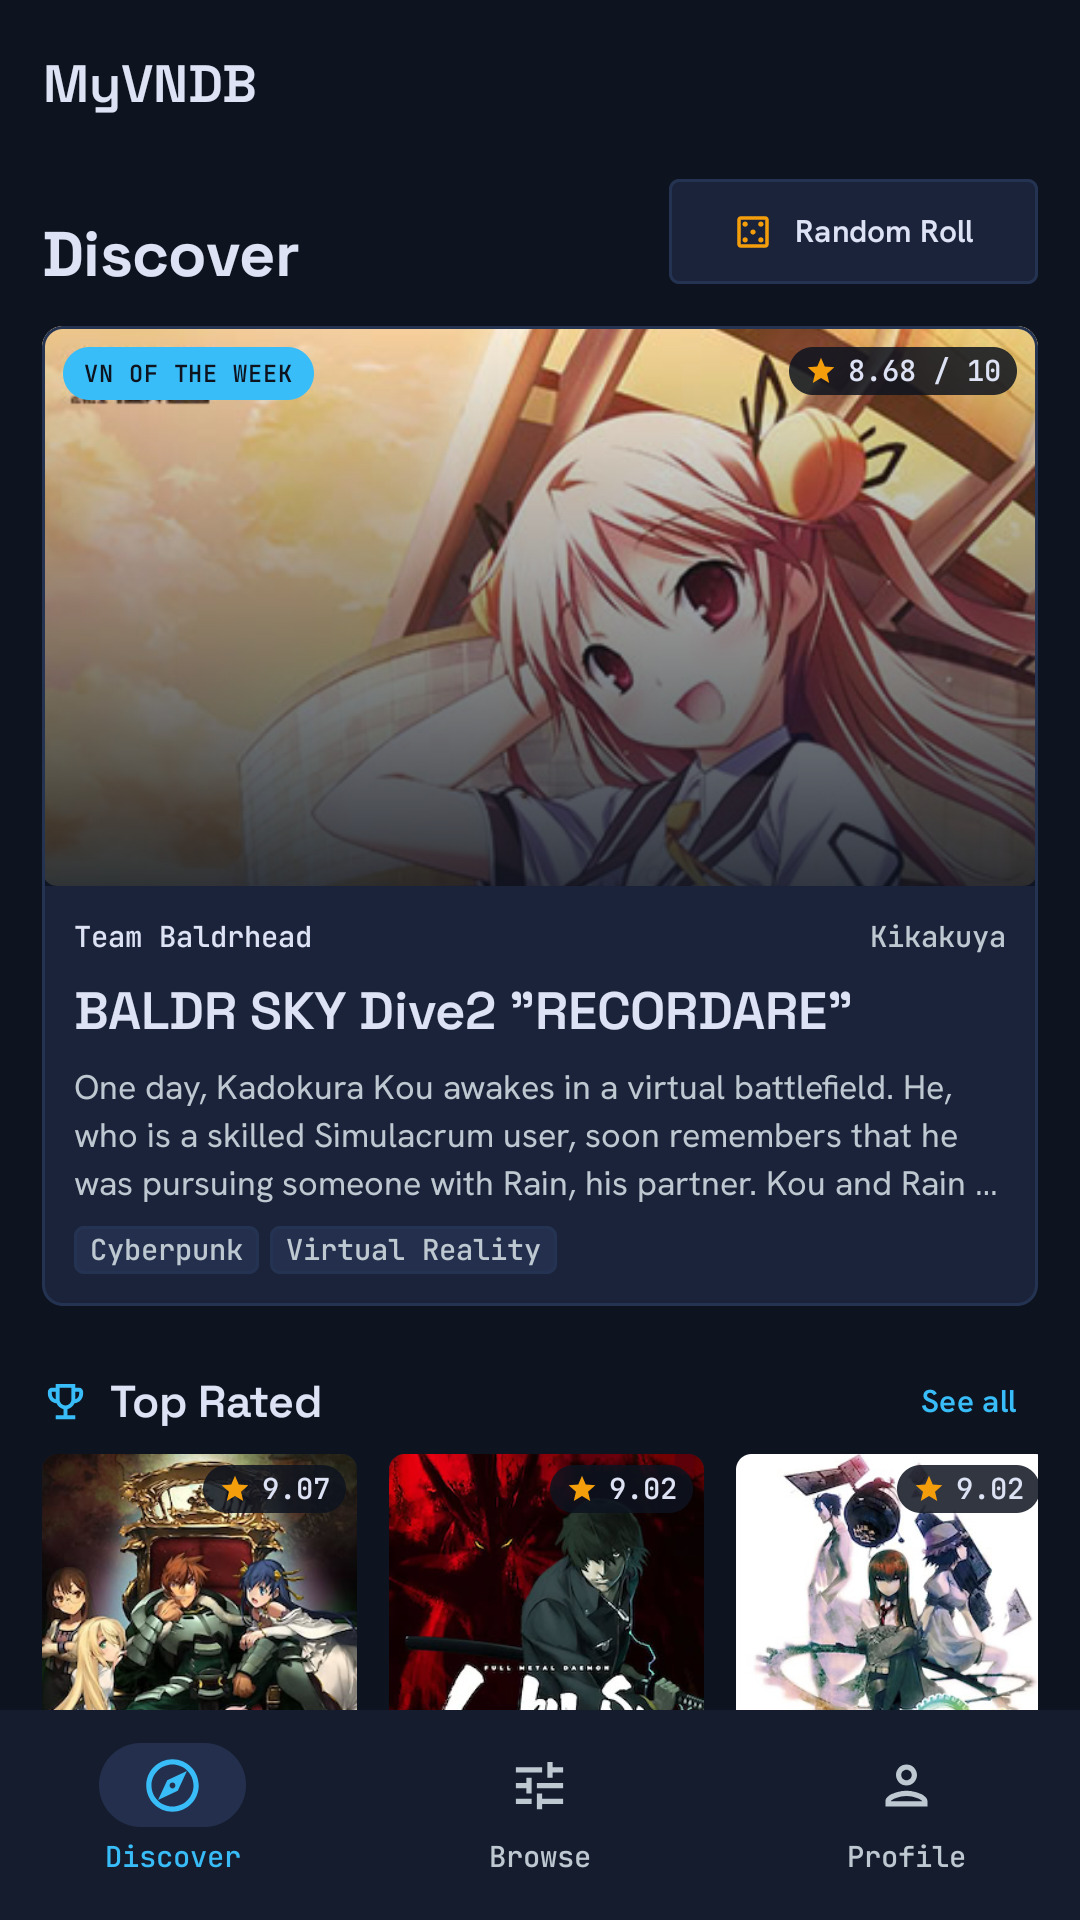 MyVNDB
Discover
Random Roll
VN OF THE WEEK
8.68 / 10
Team Baldrhead
Kikakuya
BALDR SKY Dive2 ”RECORDARE”
One day, Kadokura Kou awakes in a virtual battlefield. He,
who is a skilled Simulacrum user, soon remembers that he
was pursuing someone with Rain, his partner. Kou and Rain ...
Cyberpunk
Virtual Reality
Top Rated
See all
9.07
9.02
9.02
FULL METAL DAEMON
Discover
Browse
Profile